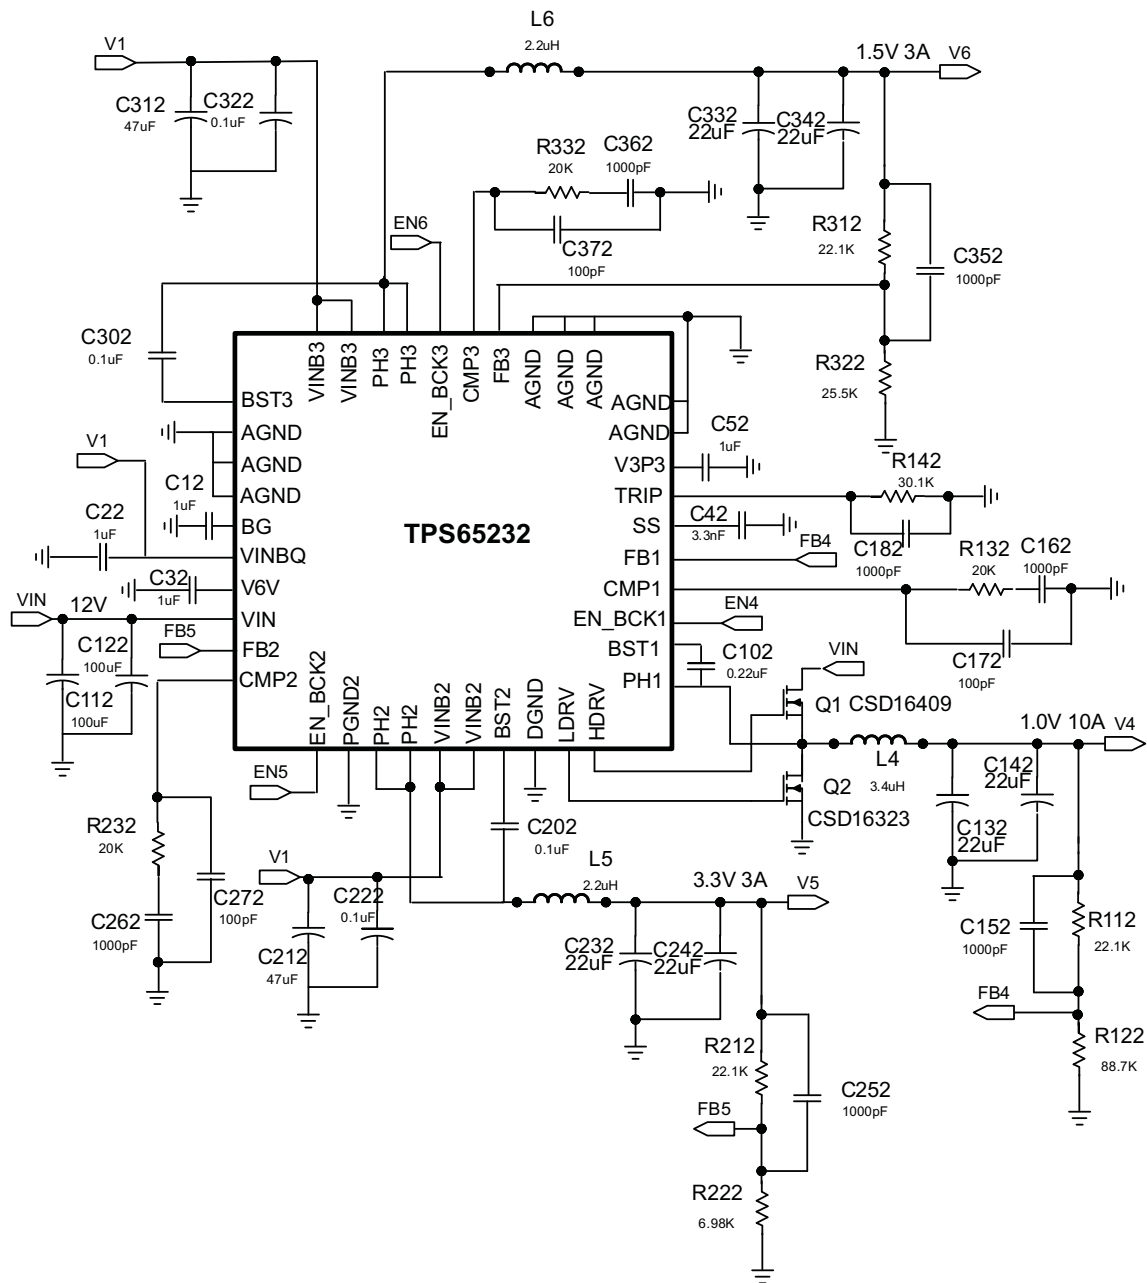 L6
2.2uH
V1
1.5V 3A
V6
C312
47uF
C322
0.1uF
C332
22uF
C342
22uF
R332
20K
C362
1000pF
EN6
C372
100pF
R312
22.1K
C352
1000pF
C302
0.1uF
R322
25.5K
VINB3
VINB3
PH3
PH3
EN_BCK3
CMP3
FB3
AGND
AGND
AGND
BST3
AGND
AGND
AGND
BG
VINBQ
V6V
VIN
FB2
CMP2
TPS65232
AGND
AGND
V3P3
TRIP
SS
FB1
CMP1
EN_BCK1
BST1
PH1
EN_BCK2
PGND2
PH2
PH2
VINB2
VINB2
BST2
DGND
LDRV
HDRV
V1
C12
1uF
C22
1uF
C32
1uF
VIN
12V
FB5
C122
100uF
C112
100uF
C52
1uF
R142
30.1K
C42
3.3nF
C182
1000pF
FB4
R132
20K
C162
1000pF
EN4
C172
100pF
C102
0.22uF
VIN
Q1 CSD16409
1.0V 10A
V4
L4
3.4uH
Q2
CSD16323
C142
22uF
C132
22uF
EN5
R232
20K
C272
100pF
C262
1000pF
V1
C222
0.1uF
C212
47uF
C202
0.1uF
L5
2.2uH
3.3V 3A
V5
C232
22uF
C242
22uF
C152
1000pF
R112
22.1K
FB4
R122
88.7K
R212
22.1K
C252
1000pF
FB5
R222
6.98K